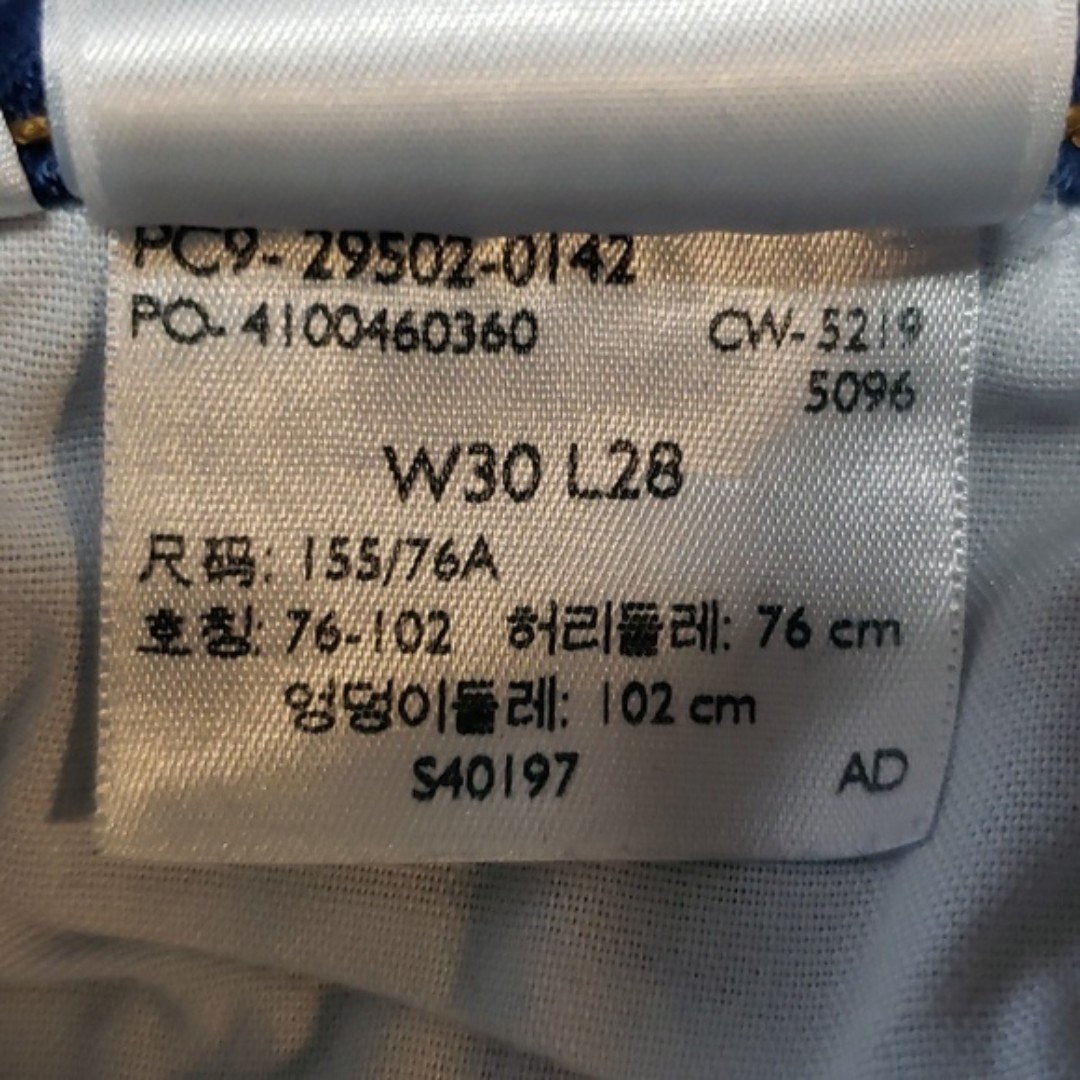 PC9-29502-0142
PO-4100460360 CW-5219
5096
W30 L28
尺码: 155/76A
호칭: 76-102 허리둘레: 76 cm
엉덩이둘레: 102 cm
S40197 AD